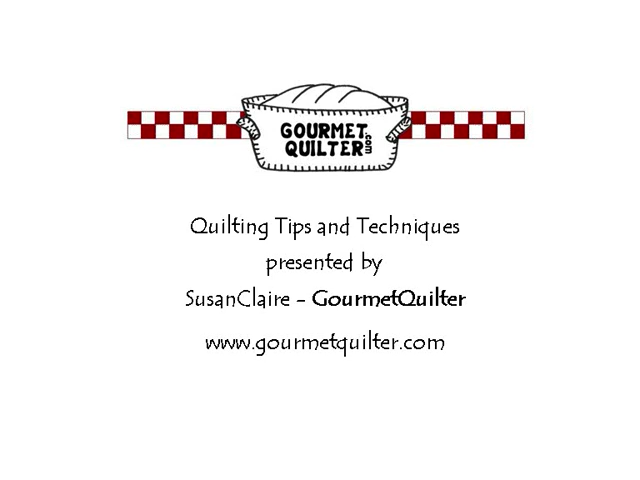 GOURMET
QUILTER.com
Quilting Tips and Techniques
presented by
SusanClaire - GourmetQuilter
www.gourmetquilter.com